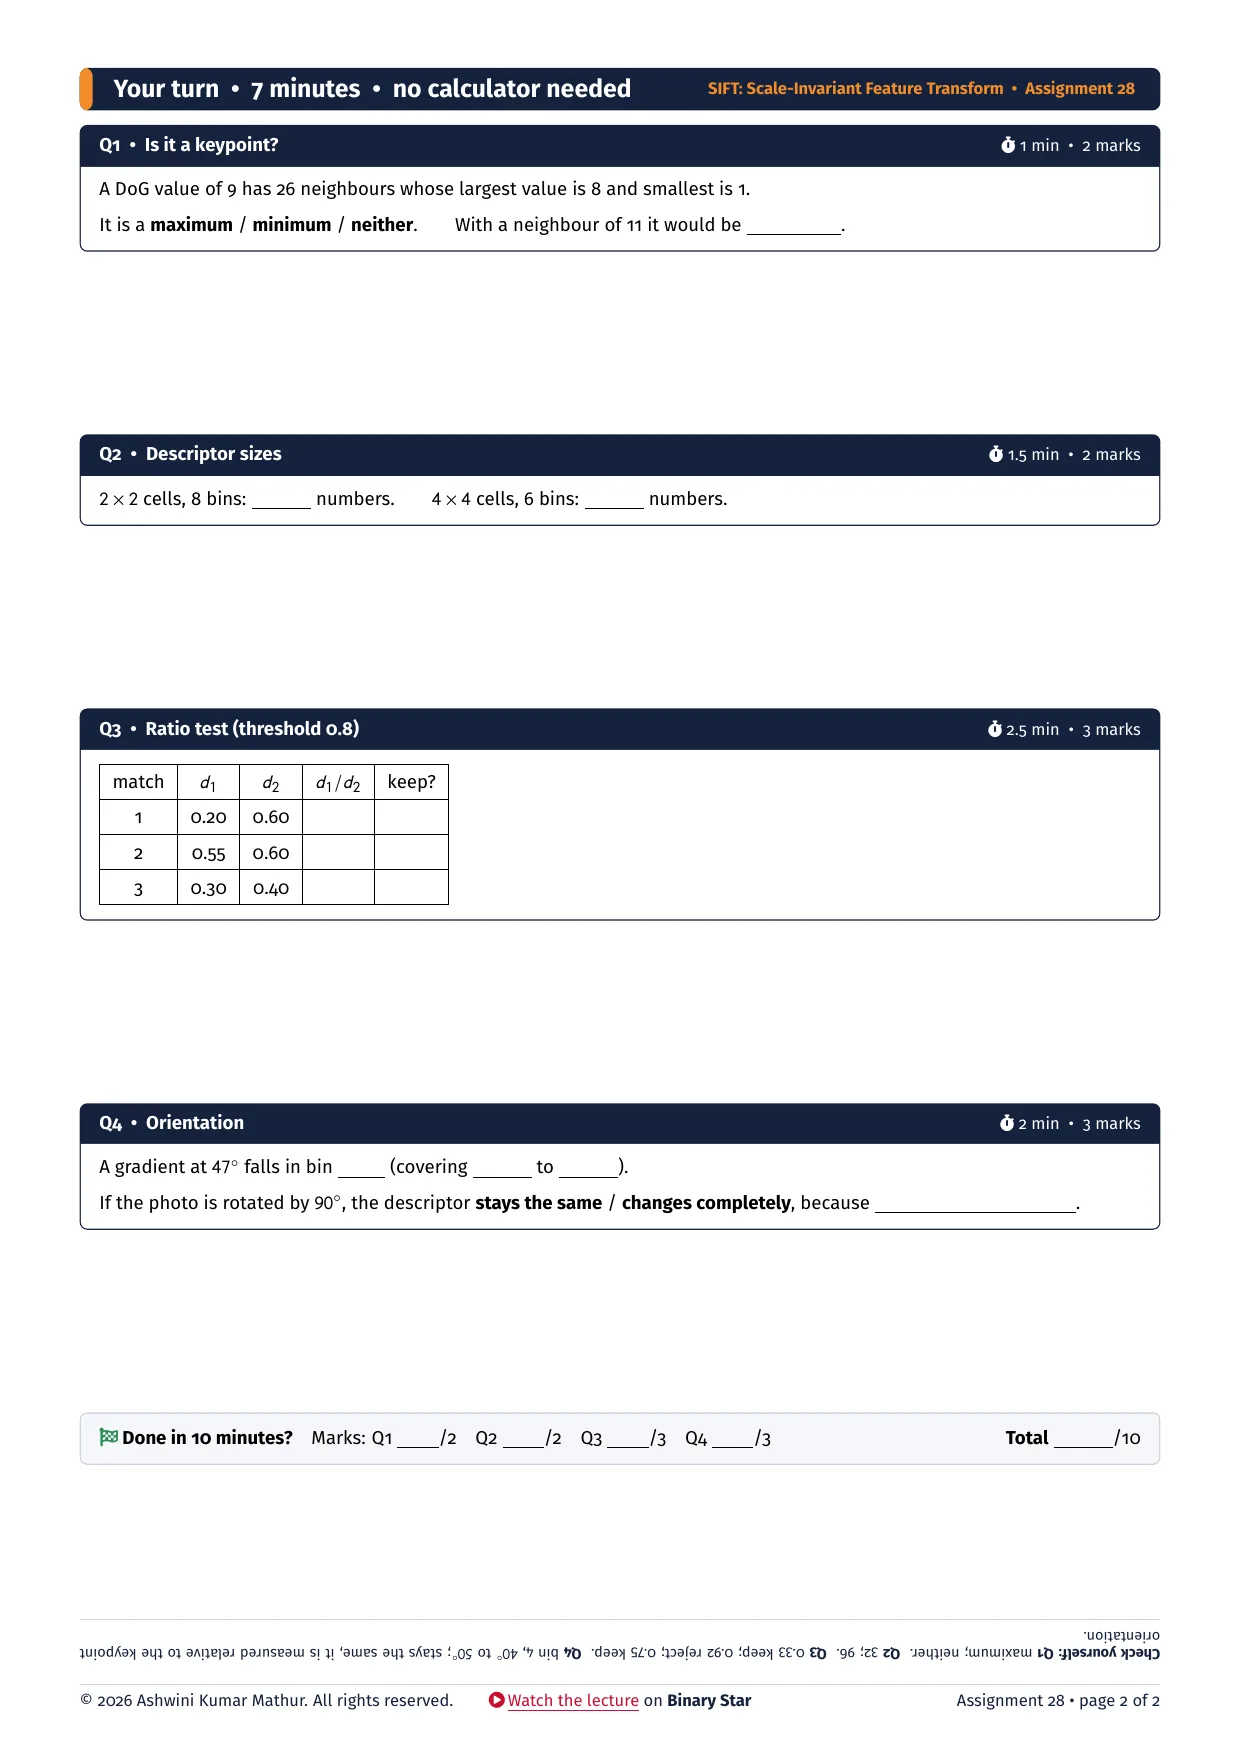 Your turn • 7 minutes • no calculator needed SIFT: Scale-Invariant Feature Transform • Assignment 28
Q1 • Is it a keypoint? 1 min • 2 marks
A DoG value of 9 has 26 neighbours whose largest value is 8 and smallest is 1.
It is a maximum / minimum / neither. With a neighbour of 11 it would be ________.
Q2 • Descriptor sizes 1.5 min • 2 marks
2 × 2 cells, 8 bins: _____ numbers. 4 × 4 cells, 6 bins: _____ numbers.
Q3 • Ratio test (threshold 0.8) 2.5 min • 3 marks
match d1 d2 d1/d2 keep?
1 0.20 0.60
2 0.55 0.60
3 0.30 0.40
Q4 • Orientation 2 min • 3 marks
A gradient at 47° falls in bin ____ (covering _____ to _____).
If the photo is rotated by 90°, the descriptor stays the same / changes completely, because _________________.
Done in 10 minutes? Marks: Q1 ____/2 Q2 ____/2 Q3 ____/3 Q4 ____/3 Total _____/10
Check yourself: Q1 maximum; neither. Q2 32; 96. Q3 0.33 keep; 0.92 reject; 0.75 keep. Q4 bin 4, 40° to 50°; stays the same, it is measured relative to the keypoint
orientation.
© 2026 Ashwini Kumar Mathur. All rights reserved. Watch the lecture on Binary Star Assignment 28 • page 2 of 2